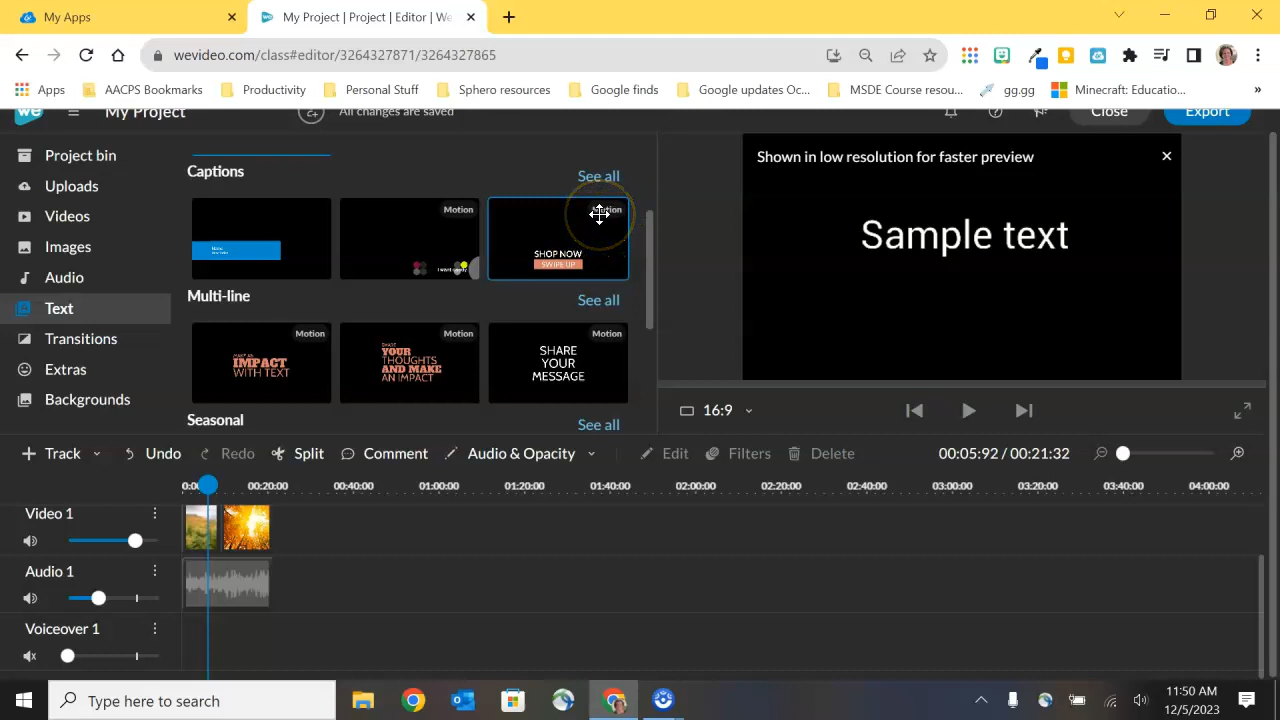 My Apps
My Project | Project | Editor | We
wevideo.com/class#editor/3264327871/3264327865
Apps
AACPS Bookmarks
Productivity
Personal Stuff
Sphero resources
Google finds
Google updates Oc...
MSDE Course resou...
gg.gg
Minecraft: Educatio...
»
we
My Project
All changes are saved
Close
Export
Project bin
Uploads
Videos
Images
Audio
Text
Transitions
Extras
Backgrounds
Captions
See all
Motion
Motion
I want candy
SHOP NOW
SWIPE UP
Multi-line
See all
Motion
Motion
Motion
MAKE AN
IMPACT
WITH TEXT
SHARE
YOUR
THOUGHTS
AND MAKE
AN IMPACT
SHARE
YOUR
MESSAGE
Seasonal
See all
Shown in low resolution for faster preview
Sample text
16:9
Track
Undo
Redo
Split
Comment
Audio & Opacity
Edit
Filters
Delete
00:05:92 / 00:21:32
0:00 00:20:00 00:40:00 01:00:00 01:20:00 01:40:00 02:00:00 02:20:00 02:40:00 03:00:00 03:20:00 03:40:00 04:00:00
Video 1
Audio 1
Voiceover 1
Type here to search
11:50 AM
12/5/2023